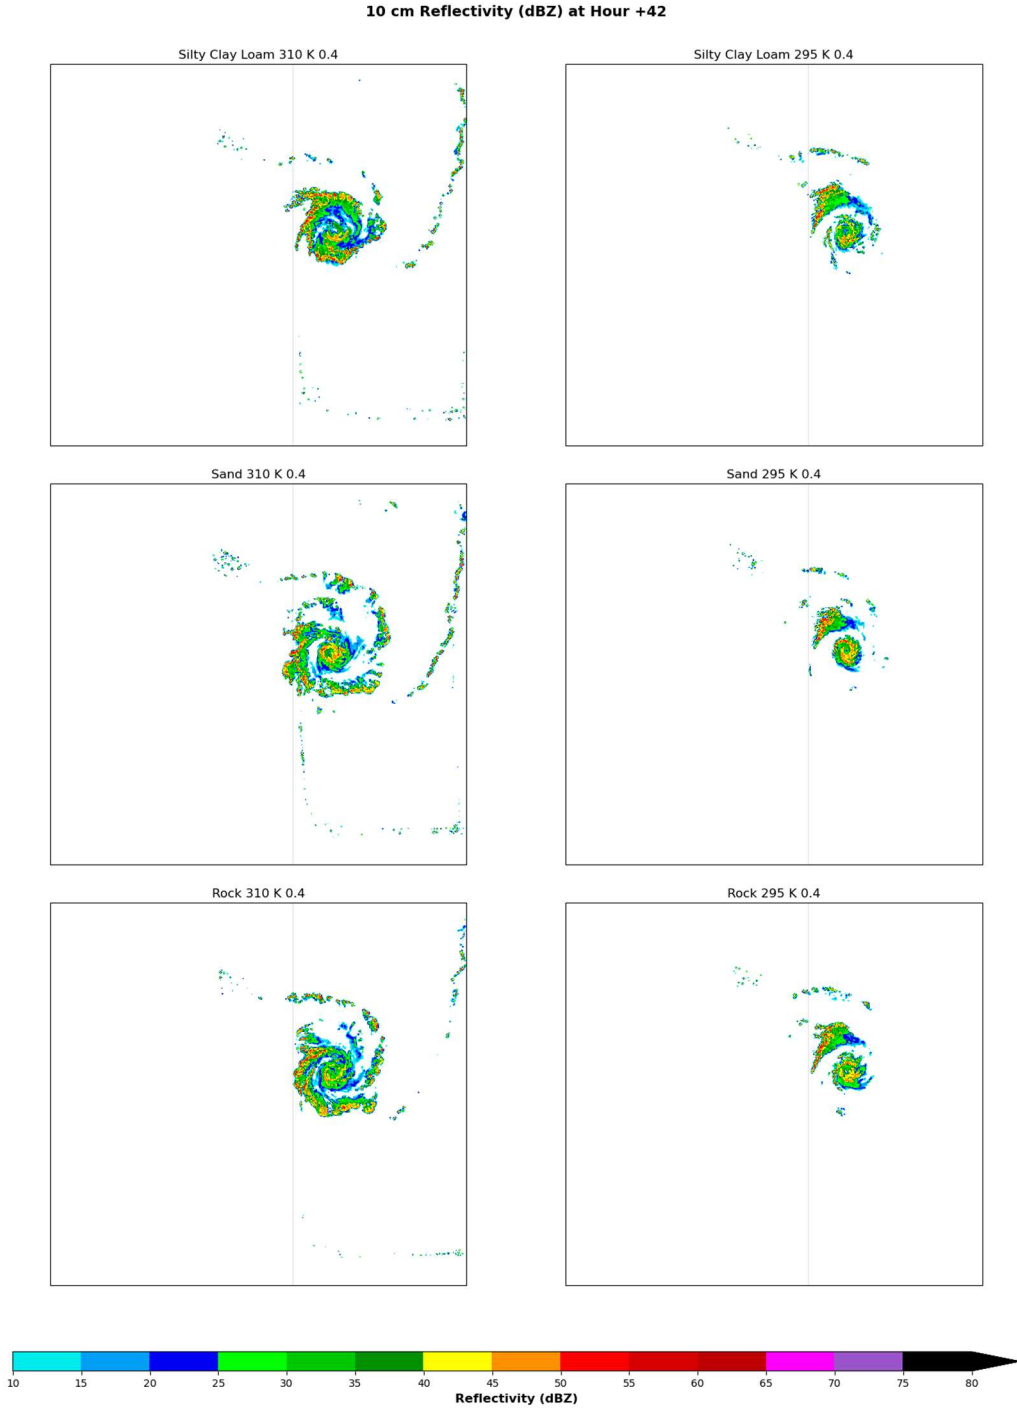 10 cm Reflectivity (dBZ) at Hour +42
Silty Clay Loam 310 K 0.4
Silty Clay Loam 295 K 0.4
Sand 310 K 0.4
Sand 295 K 0.4
Rock 310 K 0.4
Rock 295 K 0.4
10 15 20 25 30 35 40 45 50 55 60 65 70 75 80
Reflectivity (dBZ)